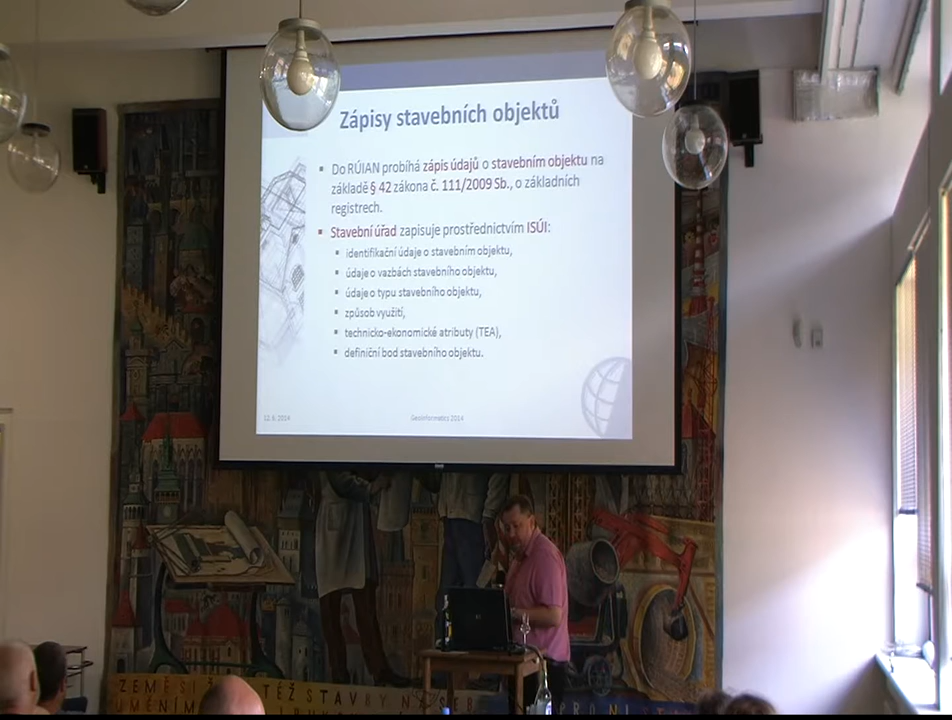 Zápisy stavebních objektů
Do RÚIAN probíhá zápis údajů o stavebním objektu na
základě § 42 zákona č. 111/2009 Sb., o základních
registrech.
Stavební úřad zapisuje prostřednictvím ISÚI:
identifikační údaje o stavebním objektu,
údaje o vazbách stavebního objektu,
údaje o typu stavebního objektu,
způsob využití,
technicko-ekonomické atributy (TEA),
definiční bod stavebního objektu.
12. 6. 2014
Geoinformatics 2014
TÉŽ STAVBY